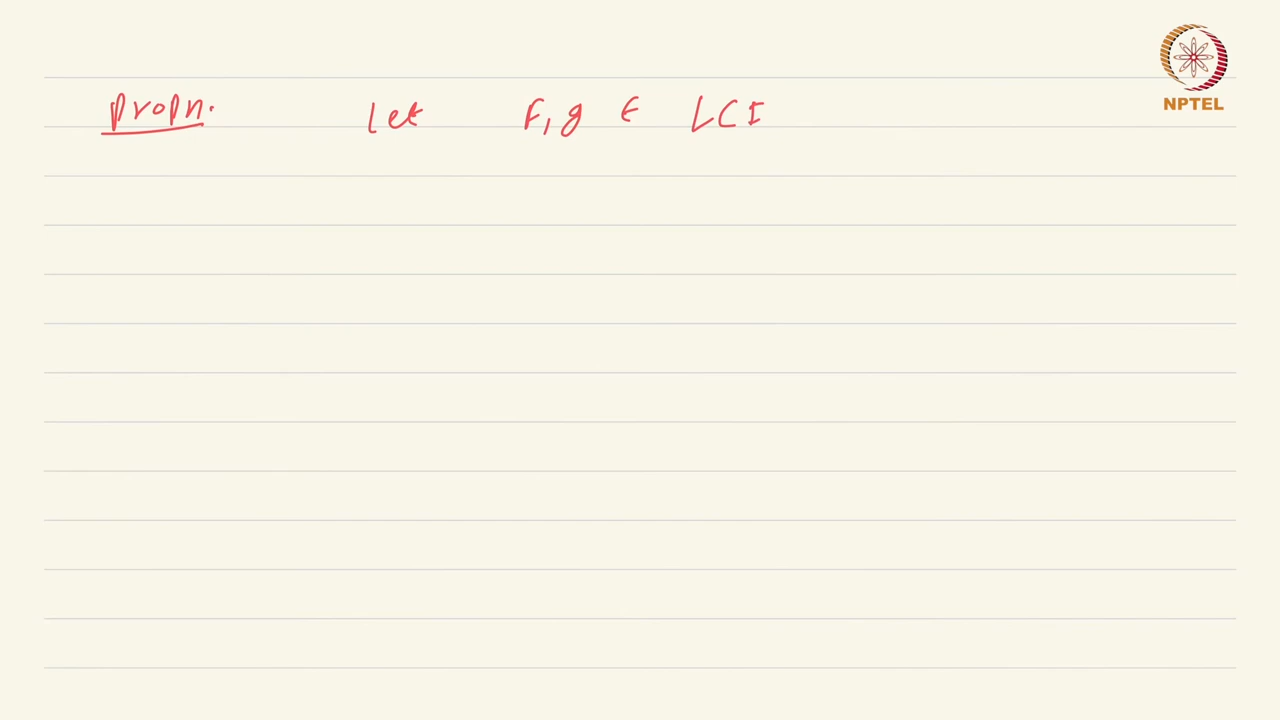 Propn. let F, g ∈ LCI
NPTEL